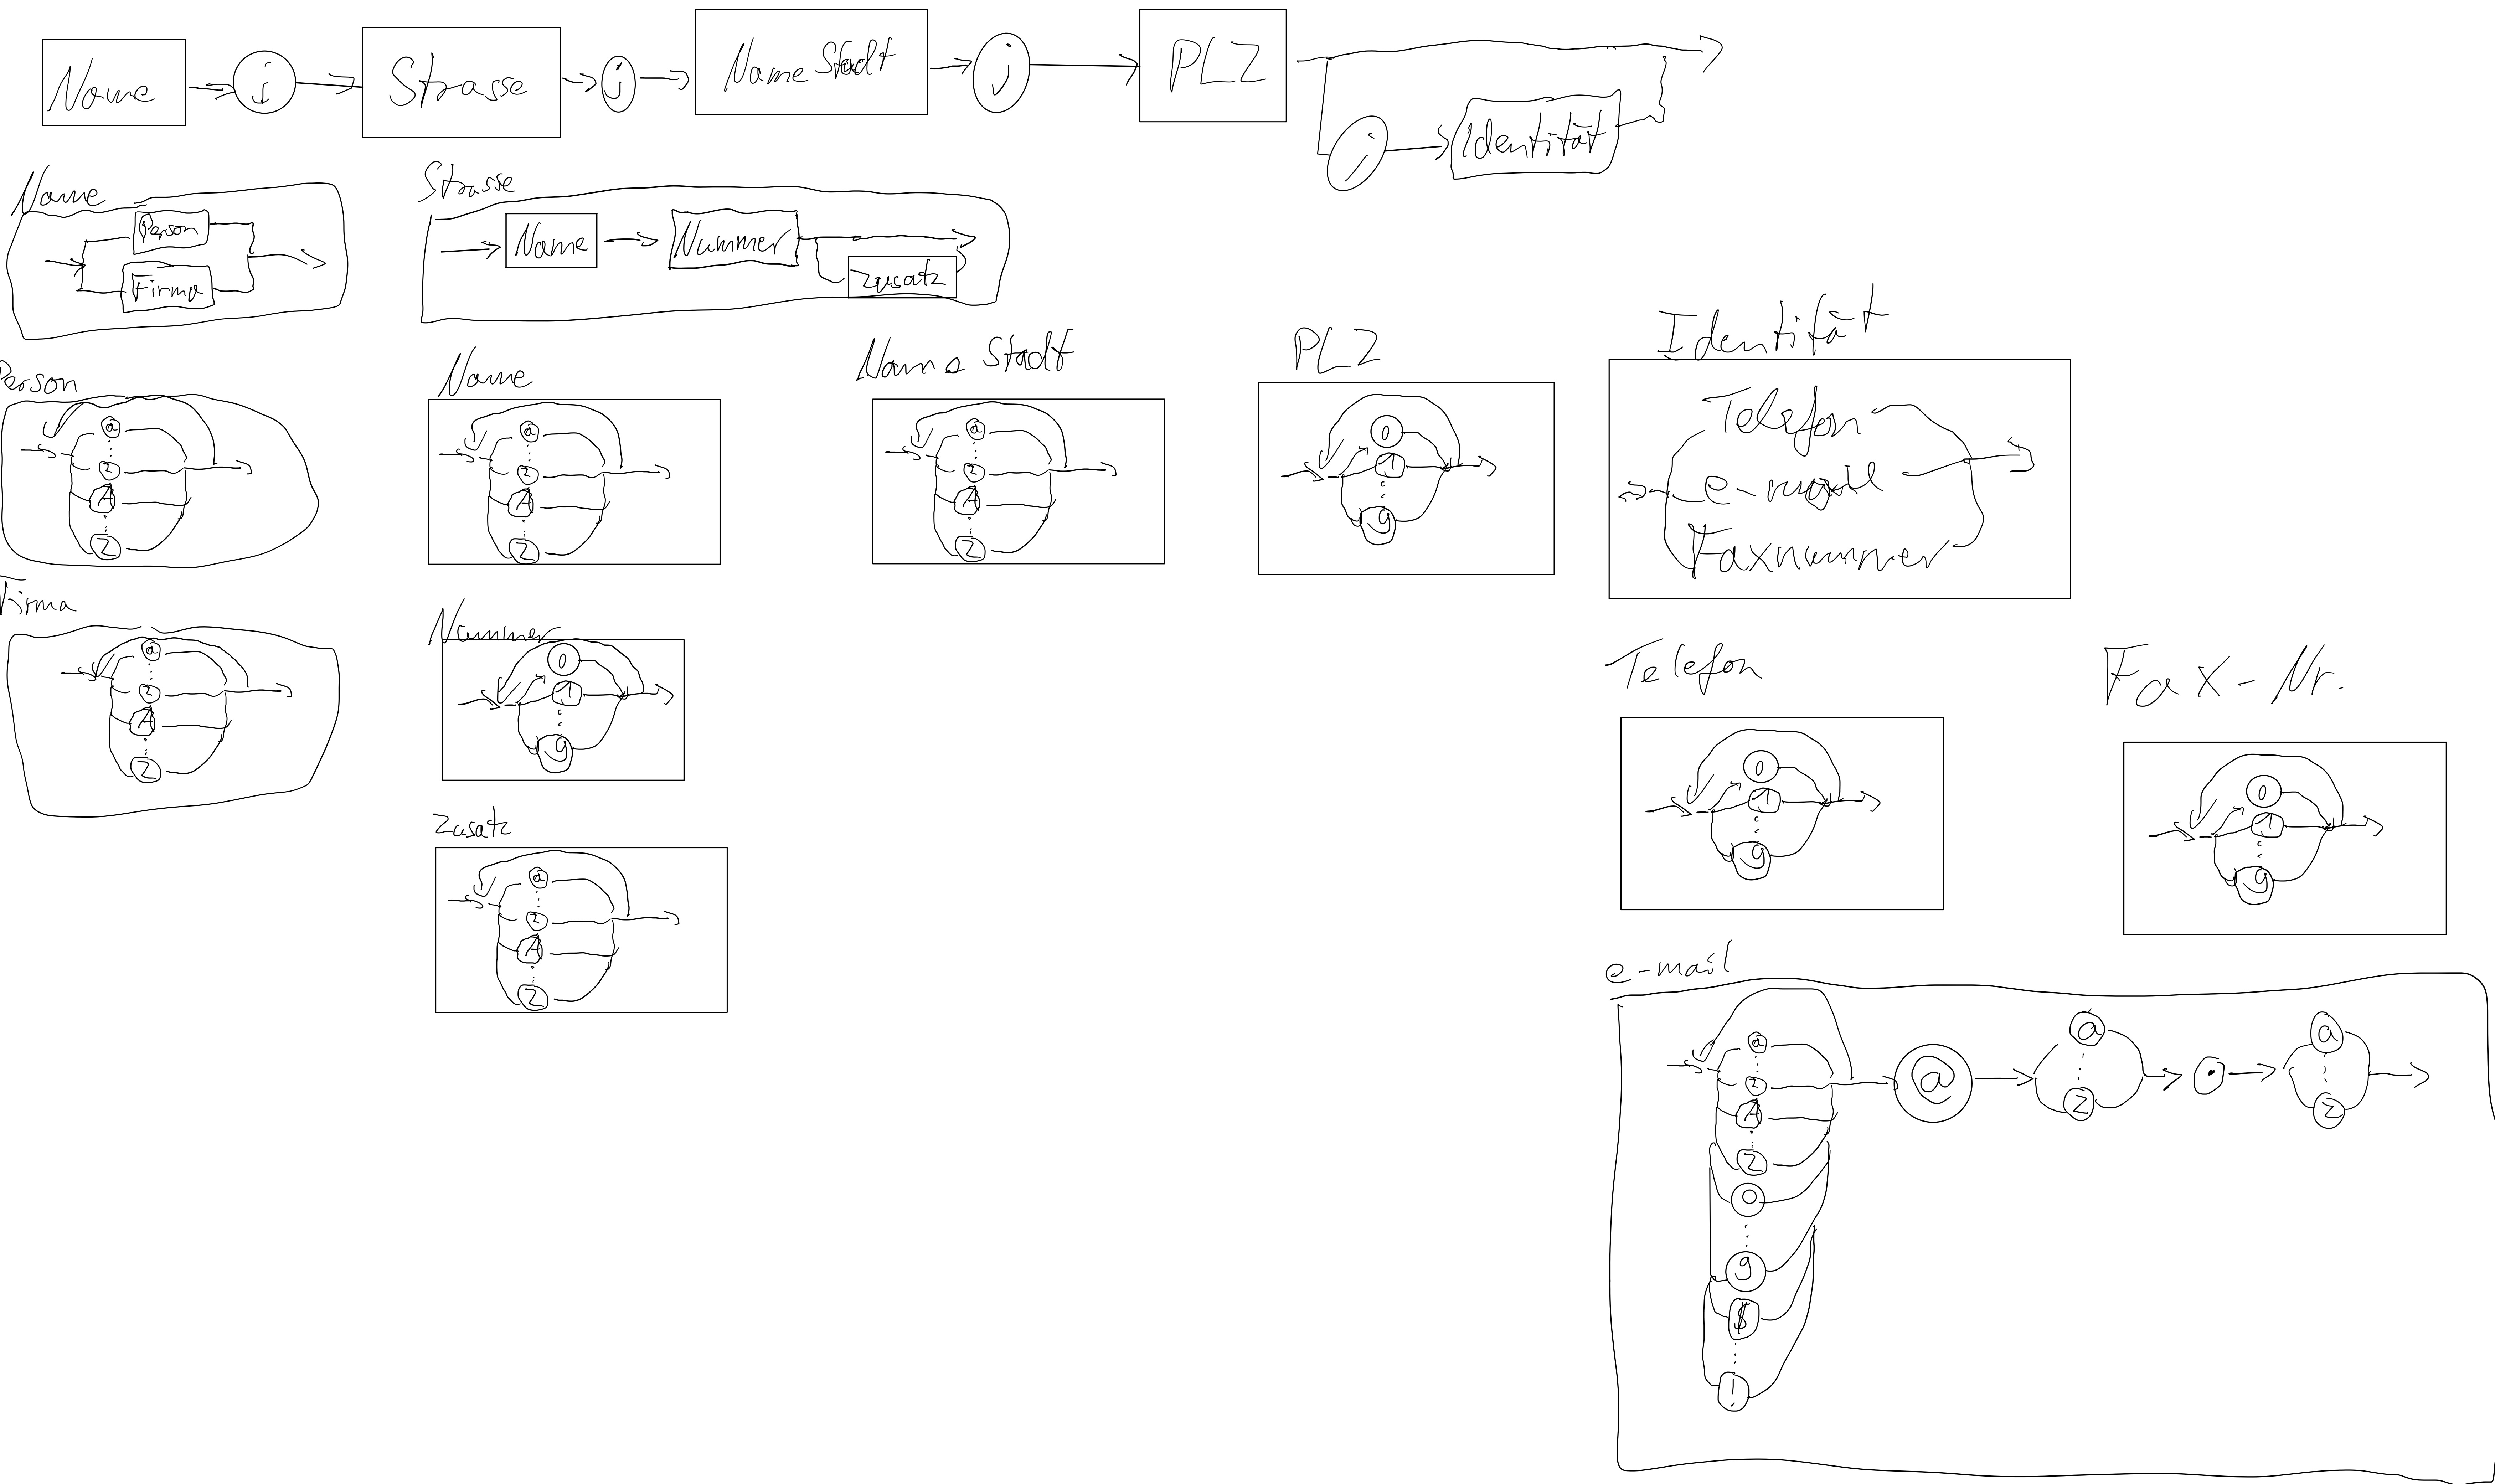 Name ; Strasse ; Name Stadt ; PLZ
; Identität
Name
Person
Firma
Strasse
Name Nummer
Zusatz
Person
a
z
A
Z
Name
a
z
A
Z
Name Stadt
a
z
A
Z
PLZ
0
1
9
Identität
Telefon
e-mail
Faxnummer
Firma
a
z
A
Z
Nummer
0
1
9
Telefon
0
1
9
Fax-Nr.
0
1
9
Zusatz
a
z
A
Z
e-mail
a
z
A
Z
0
9
$
!
@
a
z
.
a
z